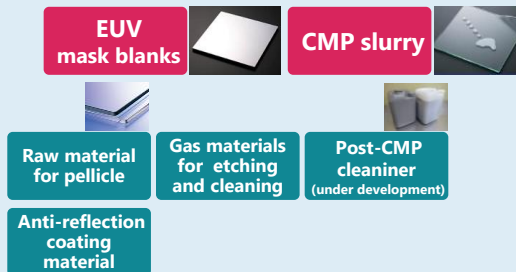 EUV
mask blanks
CMP slurry
Raw material
for pellicle
Gas materials
for etching
and cleaning
Post-CMP
cleaniner
(under development)
Anti-reflection
coating
material